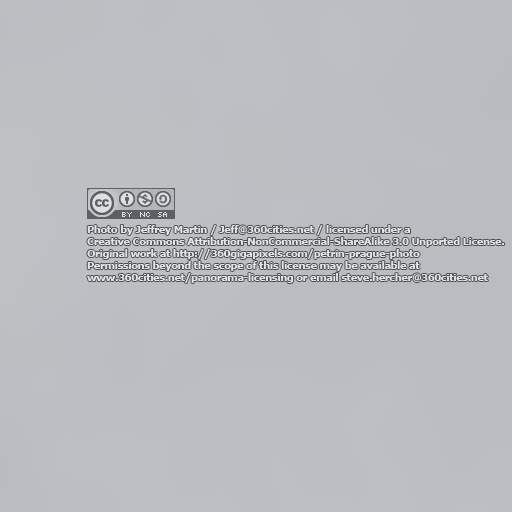 cc
BY NC SA
Photo by Jeffrey Martin / Jeff@360cities.net / licensed under a
Creative Commons Attribution-NonCommercial-ShareAlike 3.0 Unported License.
Original work at http://360gigapixels.com/petrin-prague-photo
Permissions beyond the scope of this license may be available at
www.360cities.net/panorama-licensing or email steve.hercher@360cities.net